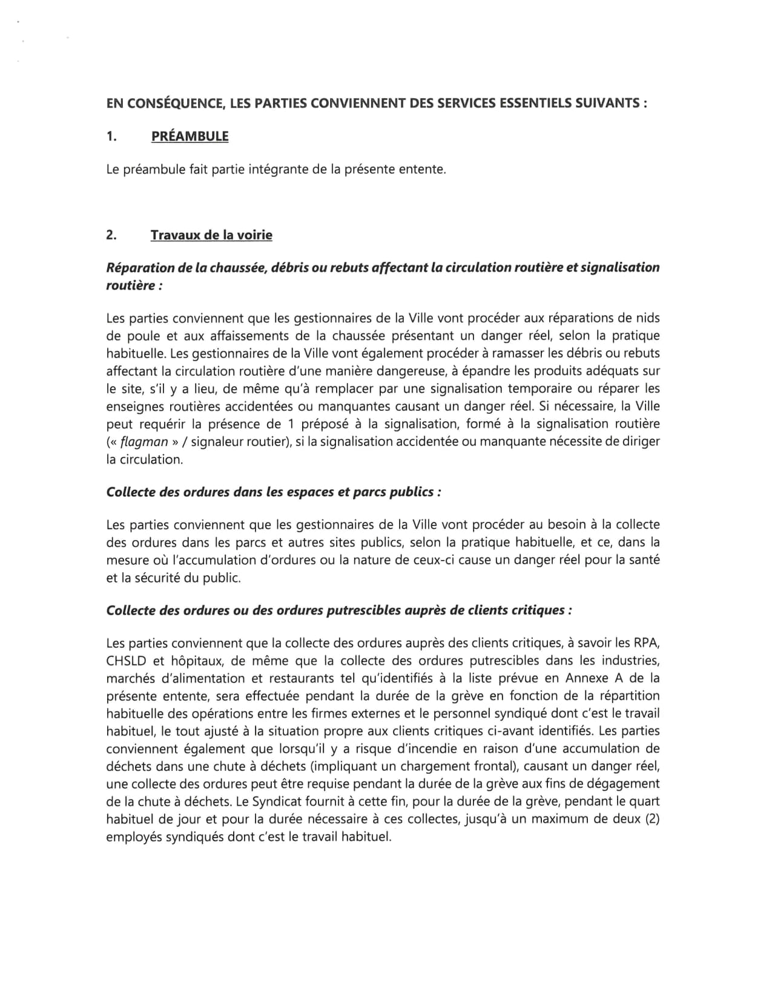 EN CONSÉQUENCE, LES PARTIES CONVIENNENT DES SERVICES ESSENTIELS SUIVANTS :
1. PRÉAMBULE
Le préambule fait partie intégrante de la présente entente.
2. Travaux de la voirie
Réparation de la chaussée, débris ou rebuts affectant la circulation routière et signalisation
routière :
Les parties conviennent que les gestionnaires de la Ville vont procéder aux réparations de nids
de poule et aux affaissements de la chaussée présentant un danger réel, selon la pratique
habituelle. Les gestionnaires de la Ville vont également procéder à ramasser les débris ou rebuts
affectant la circulation routière d'une manière dangereuse, à épandre les produits adéquats sur
le site, s'il y a lieu, de même qu'à remplacer par une signalisation temporaire ou réparer les
enseignes routières accidentées ou manquantes causant un danger réel. Si nécessaire, la Ville
peut requérir la présence de 1 préposé à la signalisation, formé à la signalisation routière
(« flagman » / signaleur routier), si la signalisation accidentée ou manquante nécessite de diriger
la circulation.
Collecte des ordures dans les espaces et parcs publics :
Les parties conviennent que les gestionnaires de la Ville vont procéder au besoin à la collecte
des ordures dans les parcs et autres sites publics, selon la pratique habituelle, et ce, dans la
mesure où l'accumulation d'ordures ou la nature de ceux-ci cause un danger réel pour la santé
et la sécurité du public.
Collecte des ordures ou des ordures putrescibles auprès de clients critiques :
Les parties conviennent que la collecte des ordures auprès des clients critiques, à savoir les RPA,
CHSLD et hôpitaux, de même que la collecte des ordures putrescibles dans les industries,
marchés d'alimentation et restaurants tel qu'identifiés à la liste prévue en Annexe A de la
présente entente, sera effectuée pendant la durée de la grève en fonction de la répartition
habituelle des opérations entre les firmes externes et le personnel syndiqué dont c'est le travail
habituel, le tout ajusté à la situation propre aux clients critiques ci-avant identifiés. Les parties
conviennent également que lorsqu'il y a risque d'incendie en raison d'une accumulation de
déchets dans une chute à déchets (impliquant un chargement frontal), causant un danger réel,
une collecte des ordures peut être requise pendant la durée de la grève aux fins de dégagement
de la chute à déchets. Le Syndicat fournit à cette fin, pour la durée de la grève, pendant le quart
habituel de jour et pour la durée nécessaire à ces collectes, jusqu'à un maximum de deux (2)
employés syndiqués dont c'est le travail habituel.